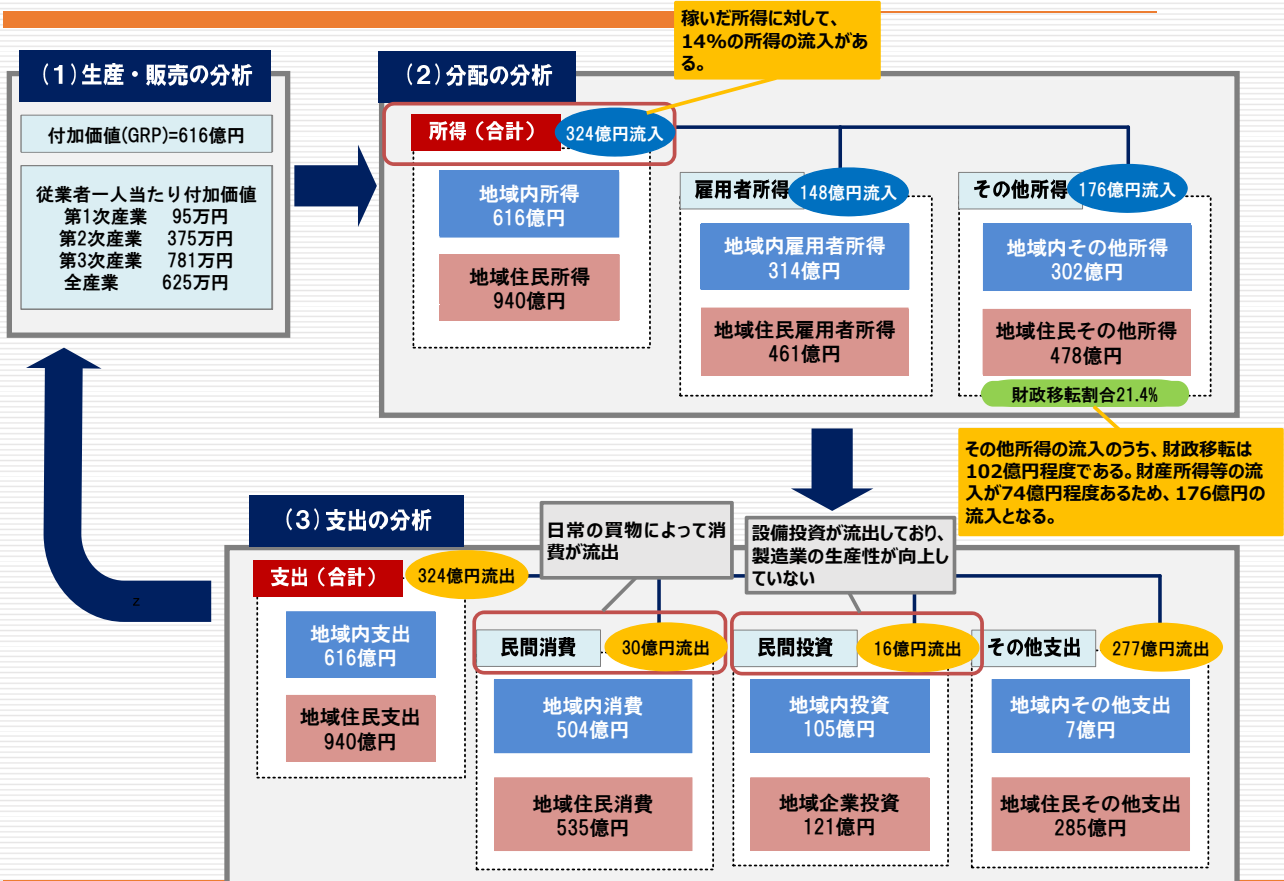 稼いだ所得に対して、
14%の所得の流入があ
る。
(1)生産・販売の分析
付加価値(GRP)=616億円
従業者一人当たり付加価値
第1次産業 95万円
第2次産業 375万円
第3次産業 781万円
全産業 625万円
(2)分配の分析
所得(合計)
324億円流入
地域内所得
616億円
地域住民所得
940億円
雇用者所得
148億円流入
地域内雇用者所得
314億円
地域住民雇用者所得
461億円
その他所得
176億円流入
地域内その他所得
302億円
地域住民その他所得
478億円
財政移転割合21.4%
その他所得の流入のうち、財政移転は
102億円程度である。財産所得等の流
入が74億円程度あるため、176億円の
流入となる。
(3)支出の分析
日常の買物によって消
費が流出
設備投資が流出しており、
製造業の生産性が向上し
ていない
支出(合計)
324億円流出
地域内支出
616億円
地域住民支出
940億円
民間消費
30億円流出
地域内消費
504億円
地域住民消費
535億円
民間投資
16億円流出
地域内投資
105億円
地域企業投資
121億円
その他支出
277億円流出
地域内その他支出
7億円
地域住民その他支出
285億円
z